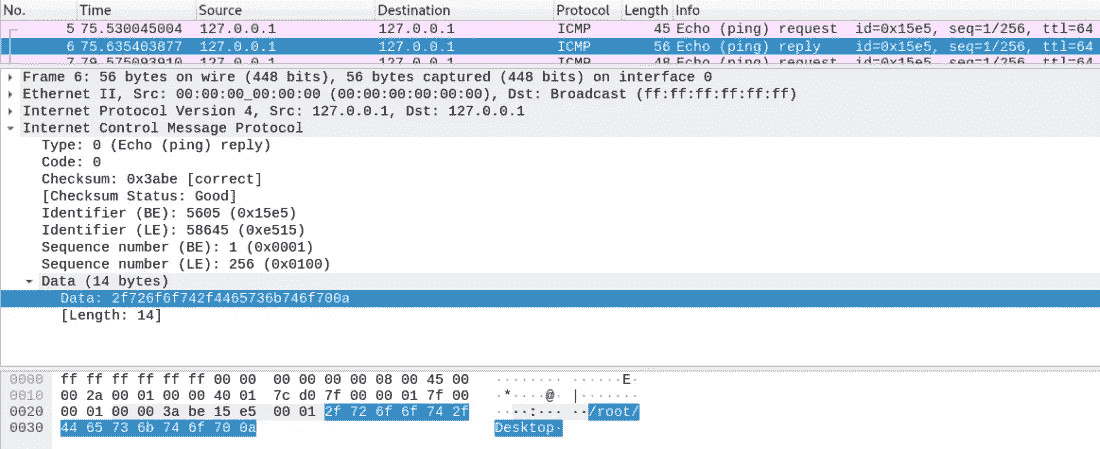 No. Time Source Destination Protocol Length Info
5 75.530045004 127.0.0.1 127.0.0.1 ICMP 45 Echo (ping) request id=0x15e5, seq=1/256, ttl=64
6 75.635403877 127.0.0.1 127.0.0.1 ICMP 56 Echo (ping) reply id=0x15e5, seq=1/256, ttl=64
7 79.575093910 127.0.0.1 127.0.0.1 ICMP 48 Echo (ping) request id=0x15e5, seq=1/256, ttl=64
Frame 6: 56 bytes on wire (448 bits), 56 bytes captured (448 bits) on interface 0
Ethernet II, Src: 00:00:00_00:00:00 (00:00:00:00:00:00), Dst: Broadcast (ff:ff:ff:ff:ff:ff)
Internet Protocol Version 4, Src: 127.0.0.1, Dst: 127.0.0.1
Internet Control Message Protocol
Type: 0 (Echo (ping) reply)
Code: 0
Checksum: 0x3abe [correct]
[Checksum Status: Good]
Identifier (BE): 5605 (0x15e5)
Identifier (LE): 58645 (0xe515)
Sequence number (BE): 1 (0x0001)
Sequence number (LE): 256 (0x0100)
Data (14 bytes)
Data: 2f726f6f742f4465736b746f700a
[Length: 14]
0000 ff ff ff ff ff ff 00 00 00 00 00 00 08 00 45 00 ········ ······E·
0010 00 2a 00 01 00 00 40 01 7c d0 7f 00 00 01 7f 00 ·*····@· |·······
0020 00 01 00 00 3a be 15 e5 00 01 2f 72 6f 6f 74 2f ····:··· ··/root/
0030 44 65 73 6b 74 6f 70 0a Desktop·